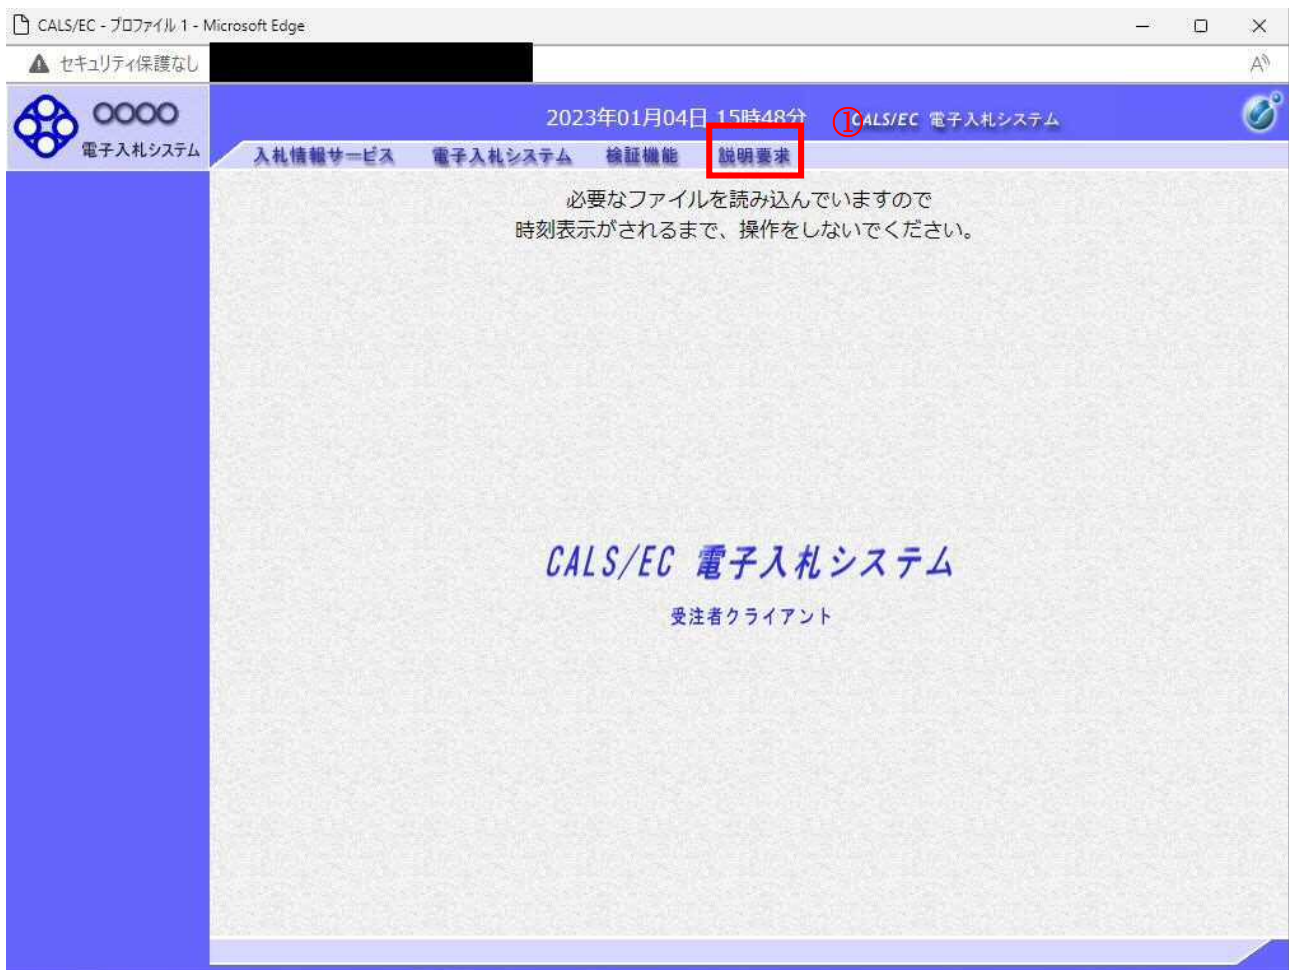 CALS/EC - プロファイル 1 - Microsoft Edge
セキュリティ保護なし
A
○○○○
電子入札システム
2023年01月04日 15時48分
①
CALS/EC 電子入札システム
入札情報サービス 電子入札システム 検証機能 説明要求
必要なファイルを読み込んでいますので
時刻表示がされるまで、操作をしないでください。
CALS/EC 電子入札システム
受注者クライアント